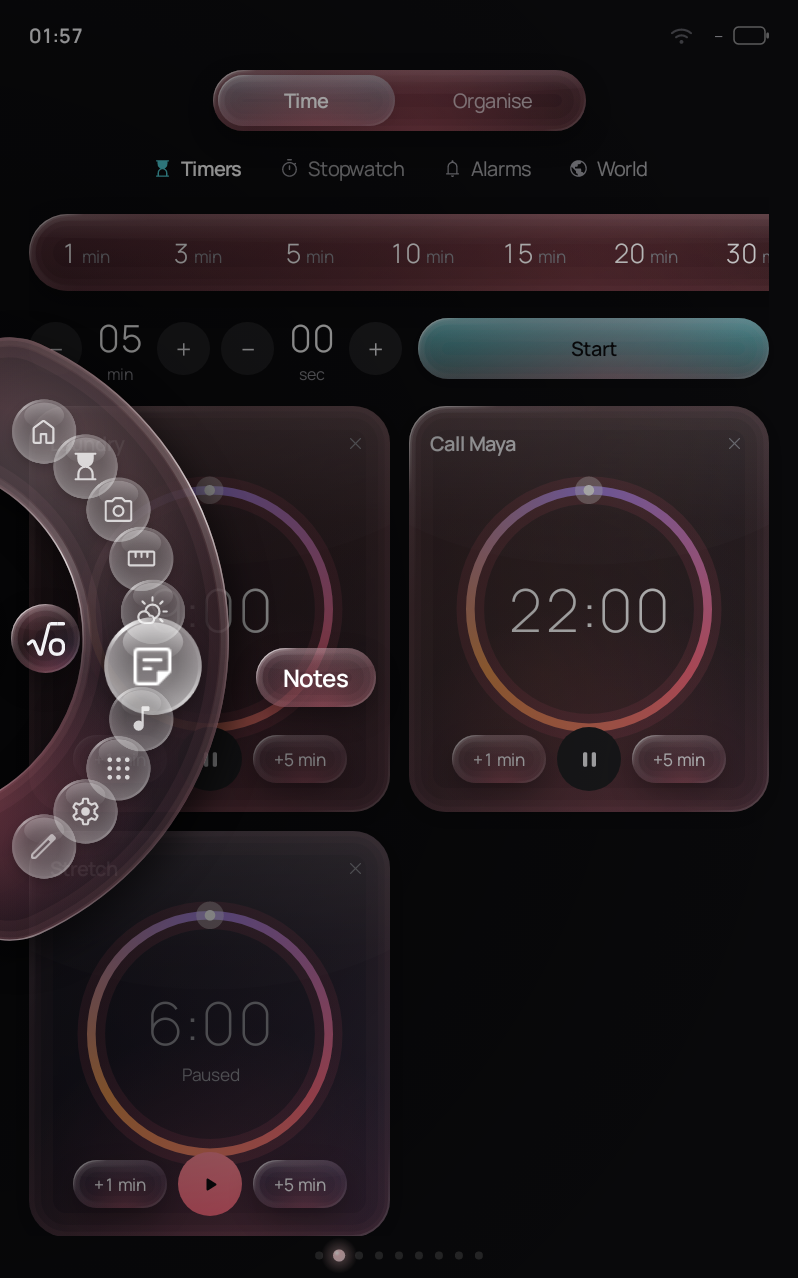 01:57
Time
Organise
Timers
Stopwatch
Alarms
World
1 min
3 min
5 min
10 min
15 min
20 min
30
− 05 + − 00 +
min
sec
Start
Call Maya
:00
22:00
Notes
+5 min
+1 min
+5 min
Stretch
6:00
Paused
+1 min
+5 min